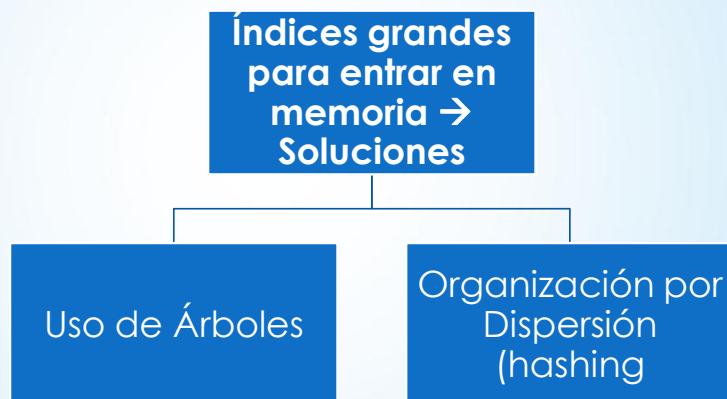 Índices grandes
para entrar en
memoria →
Soluciones
Uso de Árboles
Organización por
Dispersión
(hashing